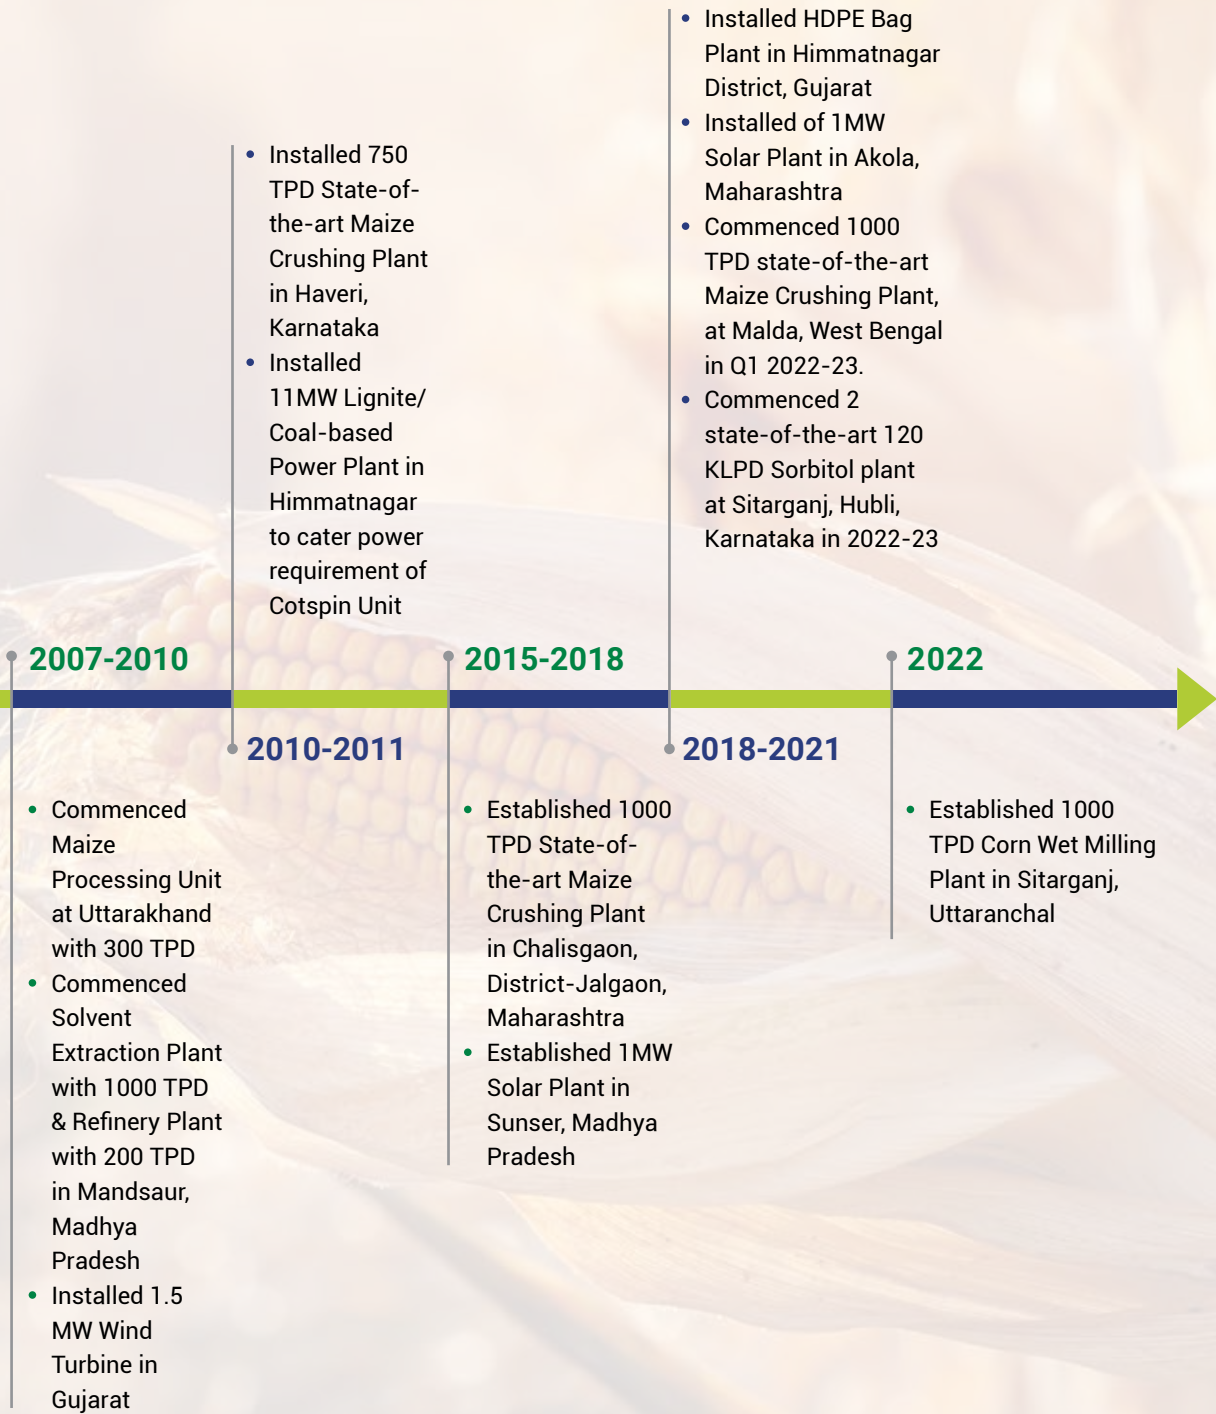 2007-2010
• Commenced
Maize
Processing Unit
at Uttarakhand
with 300 TPD
• Commenced
Solvent
Extraction Plant
with 1000 TPD
& Refinery Plant
with 200 TPD
in Mandsaur,
Madhya
Pradesh
• Installed 1.5
MW Wind
Turbine in
Gujarat
• Installed 750
TPD State-of-
the-art Maize
Crushing Plant
in Haveri,
Karnataka
• Installed
11MW Lignite/
Coal-based
Power Plant in
Himmatnagar
to cater power
requirement of
Cotspin Unit
2010-2011
2015-2018
• Established 1000
TPD State-of-
the-art Maize
Crushing Plant
in Chalisgaon,
District-Jalgaon,
Maharashtra
• Established 1MW
Solar Plant in
Sunser, Madhya
Pradesh
• Installed HDPE Bag
Plant in Himmatnagar
District, Gujarat
• Installed of 1MW
Solar Plant in Akola,
Maharashtra
• Commenced 1000
TPD state-of-the-art
Maize Crushing Plant,
at Malda, West Bengal
in Q1 2022-23.
• Commenced 2
state-of-the-art 120
KLPD Sorbitol plant
at Sitarganj, Hubli,
Karnataka in 2022-23
2018-2021
2022
• Established 1000
TPD Corn Wet Milling
Plant in Sitarganj,
Uttaranchal